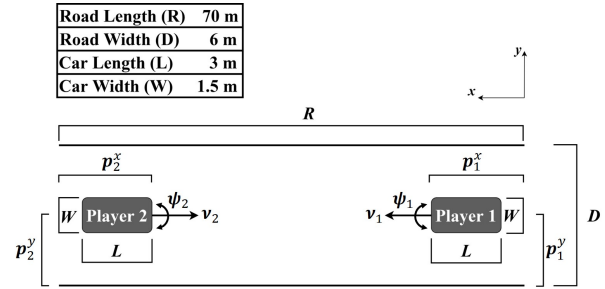 Road Length (R) 70 m
Road Width (D) 6 m
Car Length (L) 3 m
Car Width (W) 1.5 m
y
x
R
p₂ˣ
p₁ˣ
ψ₂
ψ₁
W Player 2 v₂ v₁ Player 1 W D
p₂ʸ L L p₁ʸ